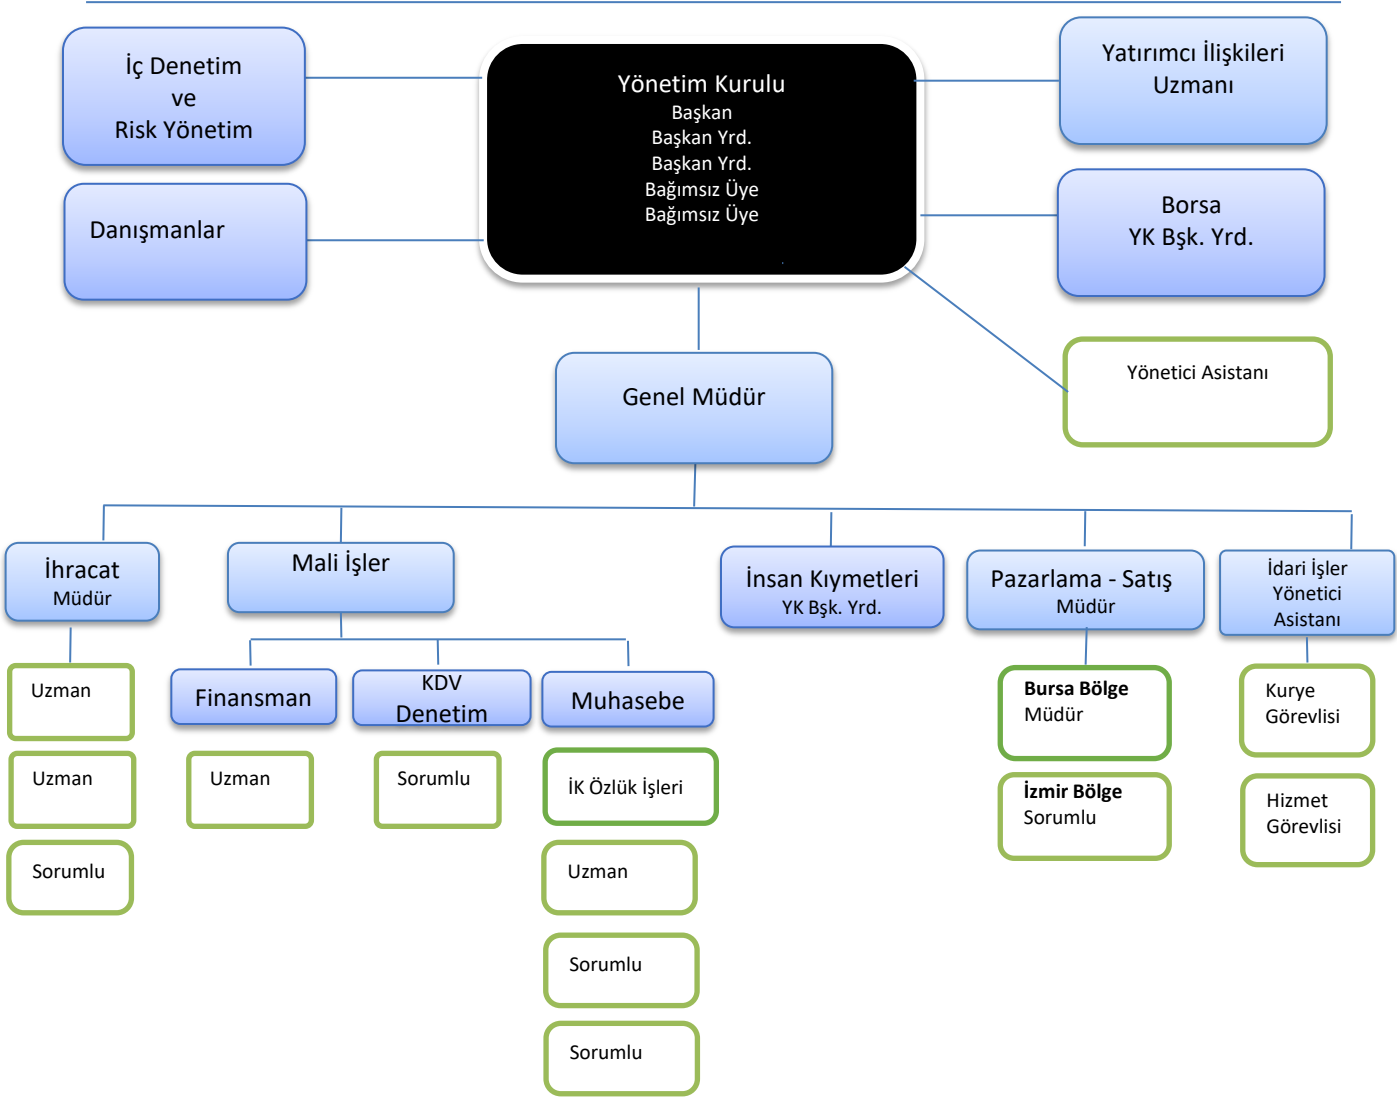 İç Denetim
ve
Risk Yönetim
Yönetim Kurulu
Başkan
Başkan Yrd.
Başkan Yrd.
Bağımsız Üye
Bağımsız Üye
Yatırımcı İlişkileri
Uzmanı
Danışmanlar
Borsa
YK Bşk. Yrd.
Yönetici Asistanı
Genel Müdür
İhracat
Müdür
Mali İşler
İnsan Kıymetleri
YK Bşk. Yrd.
Pazarlama - Satış
Müdür
İdari İşler
Yönetici
Asistanı
Uzman
Uzman
Sorumlu
Finansman
Uzman
KDV
Denetim
Sorumlu
Muhasebe
İK Özlük İşleri
Uzman
Sorumlu
Sorumlu
Bursa Bölge
Müdür
İzmir Bölge
Sorumlu
Kurye
Görevlisi
Hizmet
Görevlisi